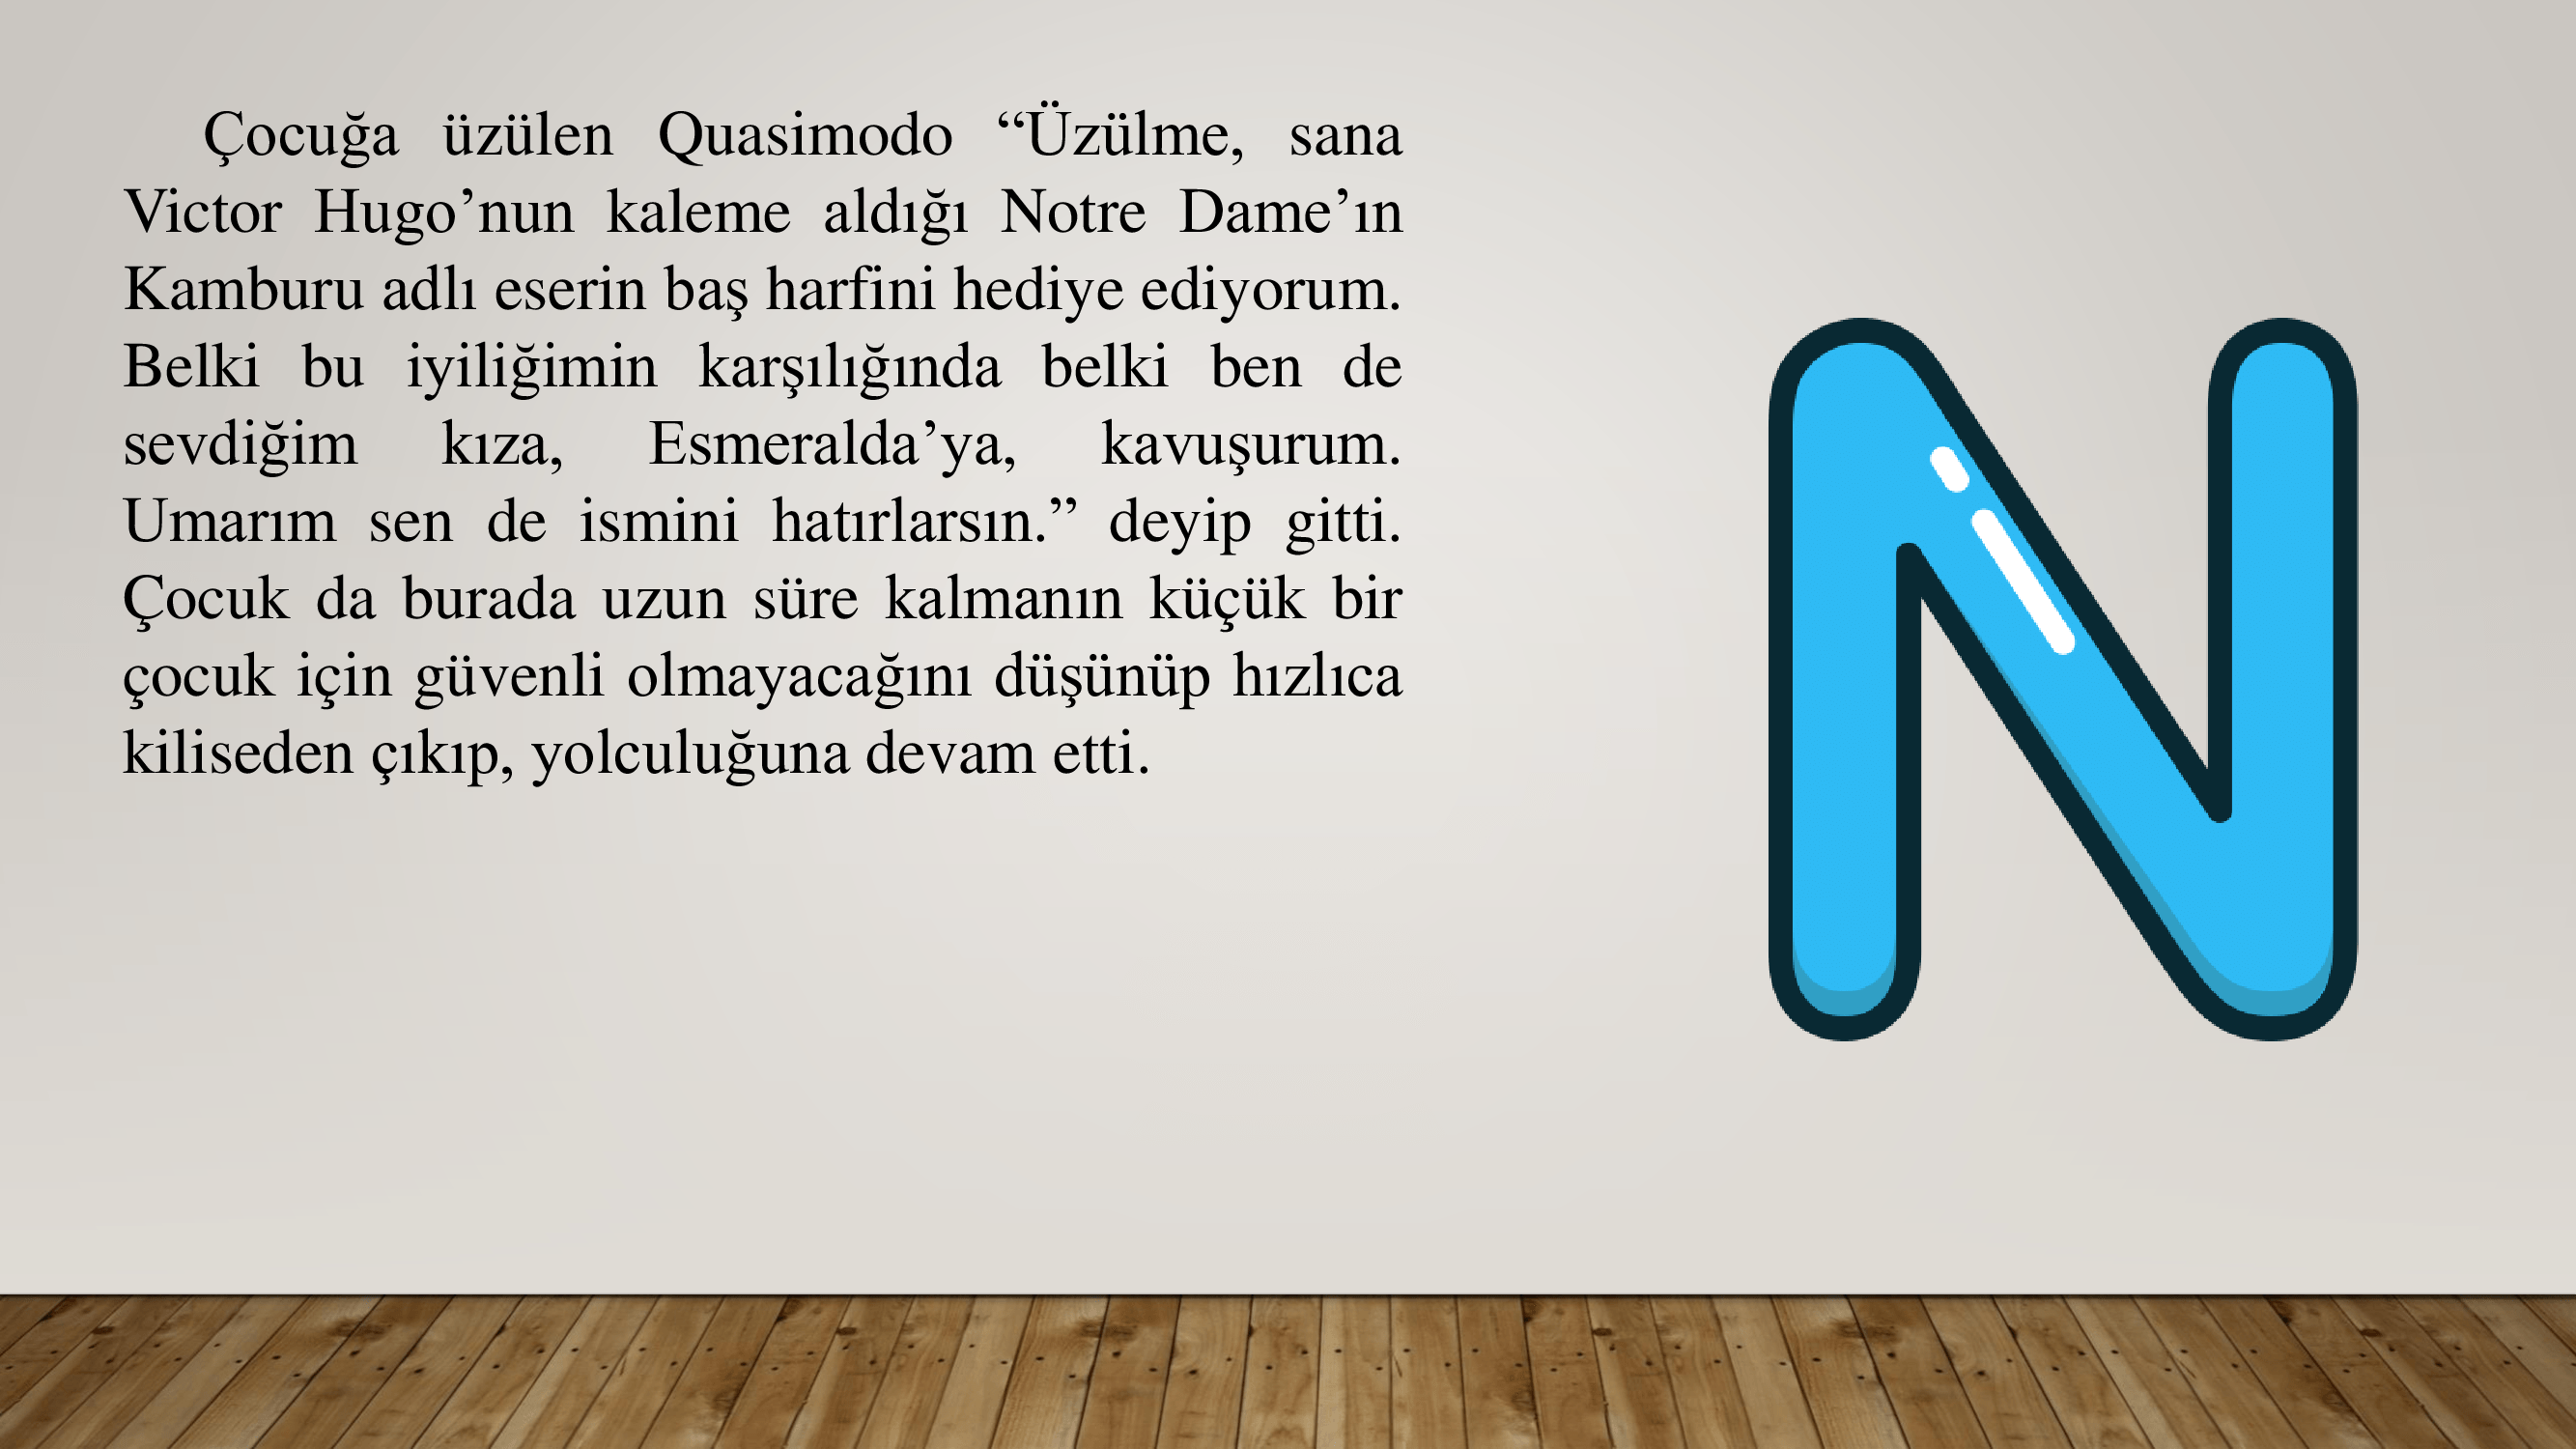 Çocuğa üzülen Quasimodo “Üzülme, sana
Victor Hugo’nun kaleme aldığı Notre Dame’ın
Kamburu adlı eserin baş harfini hediye ediyorum.
Belki bu iyiliğimin karşılığında belki ben de
sevdiğim kıza, Esmeralda’ya, kavuşurum.
Umarım sen de ismini hatırlarsın.” deyip gitti.
Çocuk da burada uzun süre kalmanın küçük bir
çocuk için güvenli olmayacağını düşünüp hızlıca
kiliseden çıkıp, yolculuğuna devam etti.
N